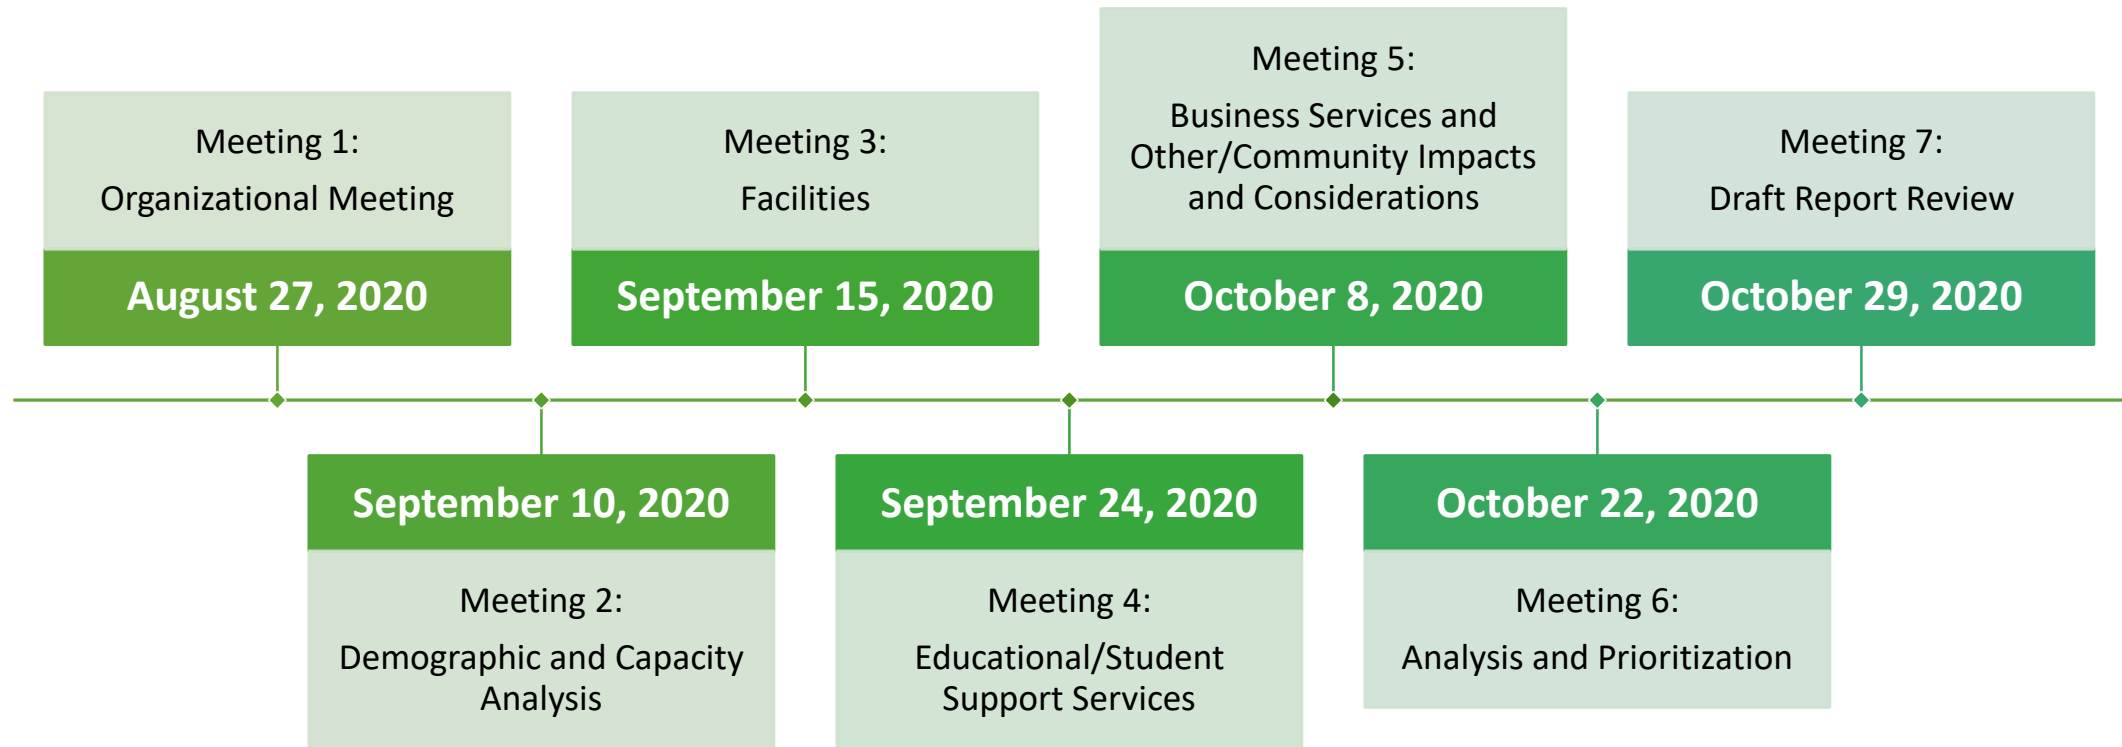 Meeting 1:
Organizational Meeting
August 27, 2020
September 10, 2020
Meeting 2:
Demographic and Capacity
Analysis
Meeting 3:
Facilities
September 15, 2020
September 24, 2020
Meeting 4:
Educational/Student
Support Services
Meeting 5:
Business Services and
Other/Community Impacts
and Considerations
October 8, 2020
October 22, 2020
Meeting 6:
Analysis and Prioritization
Meeting 7:
Draft Report Review
October 29, 2020